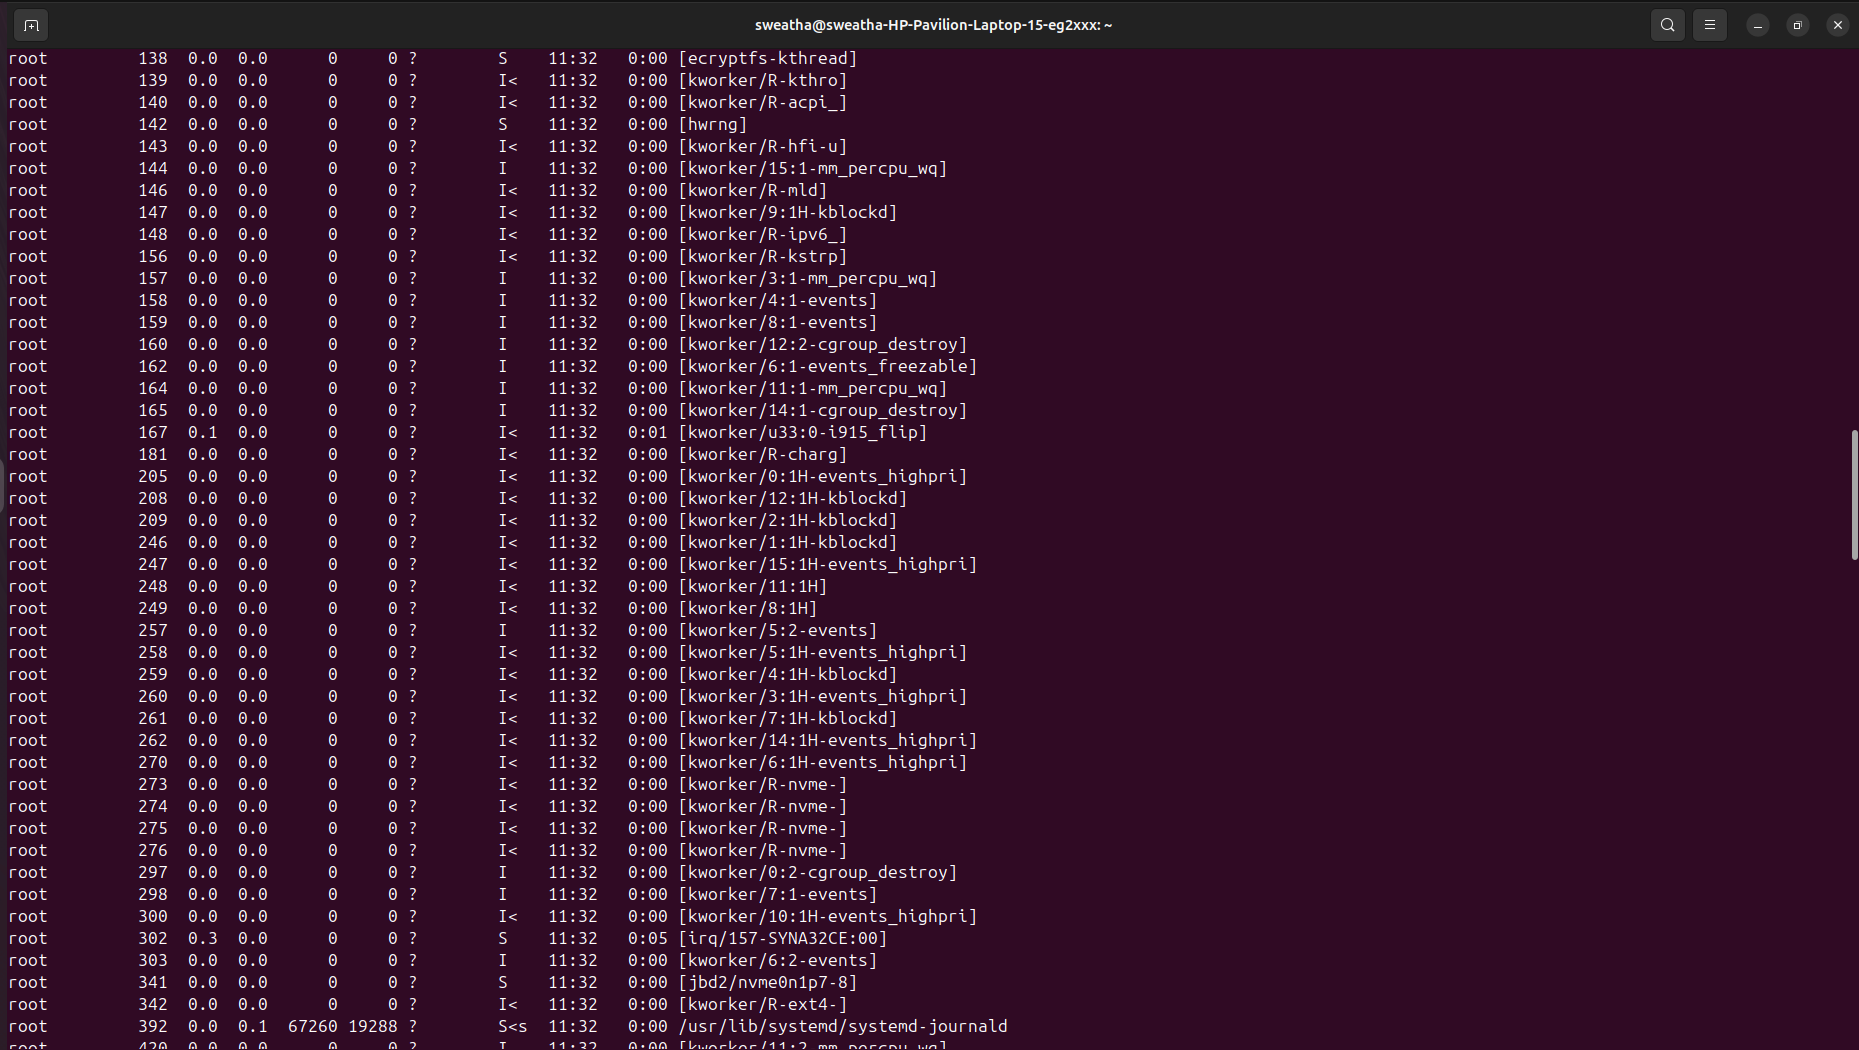 sweatha@sweatha-HP-Pavilion-Laptop-15-eg2xxx: ~
root 138 0.0 0.0 0 0 ? S 11:32 0:00 [ecryptfs-kthread]
root 139 0.0 0.0 0 0 ? I< 11:32 0:00 [kworker/R-kthro]
root 140 0.0 0.0 0 0 ? I< 11:32 0:00 [kworker/R-acpi_]
root 142 0.0 0.0 0 0 ? S 11:32 0:00 [hwrng]
root 143 0.0 0.0 0 0 ? I< 11:32 0:00 [kworker/R-hfi-u]
root 144 0.0 0.0 0 0 ? I 11:32 0:00 [kworker/15:1-mm_percpu_wq]
root 146 0.0 0.0 0 0 ? I< 11:32 0:00 [kworker/R-mld]
root 147 0.0 0.0 0 0 ? I< 11:32 0:00 [kworker/9:1H-kblockd]
root 148 0.0 0.0 0 0 ? I< 11:32 0:00 [kworker/R-ipv6_]
root 156 0.0 0.0 0 0 ? I< 11:32 0:00 [kworker/R-kstrp]
root 157 0.0 0.0 0 0 ? I 11:32 0:00 [kworker/3:1-mm_percpu_wq]
root 158 0.0 0.0 0 0 ? I 11:32 0:00 [kworker/4:1-events]
root 159 0.0 0.0 0 0 ? I 11:32 0:00 [kworker/8:1-events]
root 160 0.0 0.0 0 0 ? I 11:32 0:00 [kworker/12:2-cgroup_destroy]
root 162 0.0 0.0 0 0 ? I 11:32 0:00 [kworker/6:1-events_freezable]
root 164 0.0 0.0 0 0 ? I 11:32 0:00 [kworker/11:1-mm_percpu_wq]
root 165 0.0 0.0 0 0 ? I 11:32 0:00 [kworker/14:1-cgroup_destroy]
root 167 0.1 0.0 0 0 ? I< 11:32 0:01 [kworker/u33:0-i915_flip]
root 181 0.0 0.0 0 0 ? I< 11:32 0:00 [kworker/R-charg]
root 205 0.0 0.0 0 0 ? I< 11:32 0:00 [kworker/0:1H-events_highpri]
root 208 0.0 0.0 0 0 ? I< 11:32 0:00 [kworker/12:1H-kblockd]
root 209 0.0 0.0 0 0 ? I< 11:32 0:00 [kworker/2:1H-kblockd]
root 246 0.0 0.0 0 0 ? I< 11:32 0:00 [kworker/1:1H-kblockd]
root 247 0.0 0.0 0 0 ? I< 11:32 0:00 [kworker/15:1H-events_highpri]
root 248 0.0 0.0 0 0 ? I< 11:32 0:00 [kworker/11:1H]
root 249 0.0 0.0 0 0 ? I< 11:32 0:00 [kworker/8:1H]
root 257 0.0 0.0 0 0 ? I 11:32 0:00 [kworker/5:2-events]
root 258 0.0 0.0 0 0 ? I< 11:32 0:00 [kworker/5:1H-events_highpri]
root 259 0.0 0.0 0 0 ? I< 11:32 0:00 [kworker/4:1H-kblockd]
root 260 0.0 0.0 0 0 ? I< 11:32 0:00 [kworker/3:1H-events_highpri]
root 261 0.0 0.0 0 0 ? I< 11:32 0:00 [kworker/7:1H-kblockd]
root 262 0.0 0.0 0 0 ? I< 11:32 0:00 [kworker/14:1H-events_highpri]
root 270 0.0 0.0 0 0 ? I< 11:32 0:00 [kworker/6:1H-events_highpri]
root 273 0.0 0.0 0 0 ? I< 11:32 0:00 [kworker/R-nvme-]
root 274 0.0 0.0 0 0 ? I< 11:32 0:00 [kworker/R-nvme-]
root 275 0.0 0.0 0 0 ? I< 11:32 0:00 [kworker/R-nvme-]
root 276 0.0 0.0 0 0 ? I< 11:32 0:00 [kworker/R-nvme-]
root 297 0.0 0.0 0 0 ? I 11:32 0:00 [kworker/0:2-cgroup_destroy]
root 298 0.0 0.0 0 0 ? I 11:32 0:00 [kworker/7:1-events]
root 300 0.0 0.0 0 0 ? I< 11:32 0:00 [kworker/10:1H-events_highpri]
root 302 0.3 0.0 0 0 ? S 11:32 0:05 [irq/157-SYNA32CE:00]
root 303 0.0 0.0 0 0 ? I 11:32 0:00 [kworker/6:2-events]
root 341 0.0 0.0 0 0 ? S 11:32 0:00 [jbd2/nvme0n1p7-8]
root 342 0.0 0.0 0 0 ? I< 11:32 0:00 [kworker/R-ext4-]
root 392 0.0 0.1 67260 19288 ? S<s 11:32 0:00 /usr/lib/systemd/systemd-journald
root 420 0.0 0.0 0 0 ? I 11:32 0:00 [kworker/11:2-mm_percpu_wq]